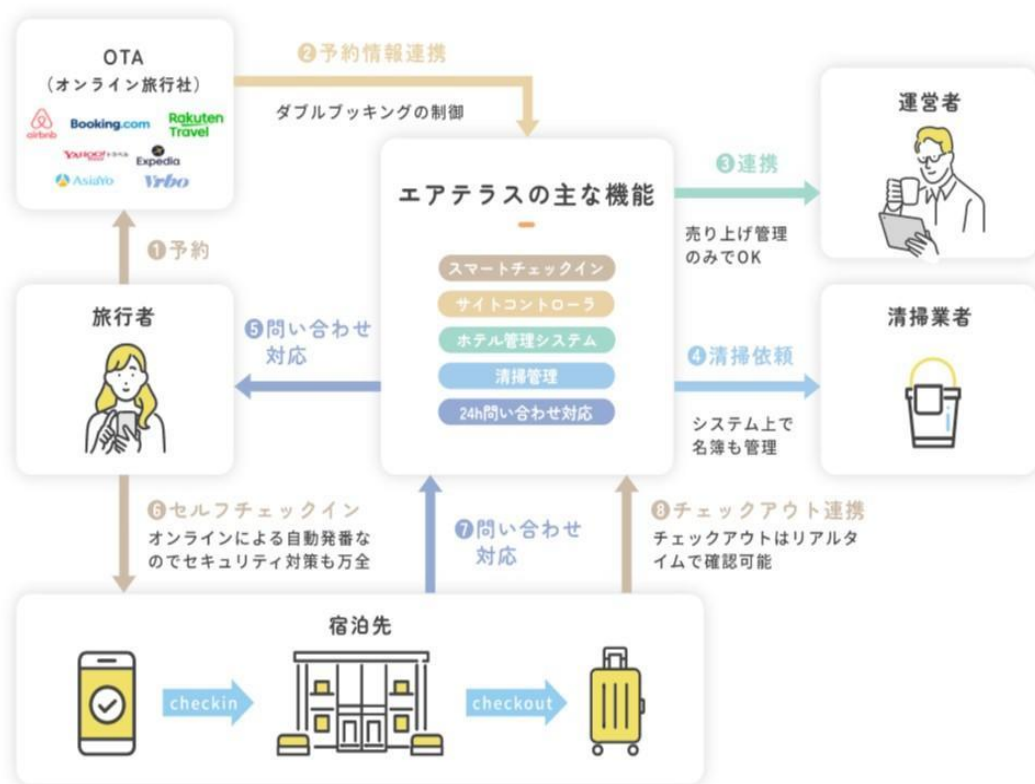 OTA
（オンライン旅行社）
airbnb
Booking.com
Rakuten
Travel
YAHOO!トラベル
Expedia
AsiaYo
Vrbo
❷予約情報連携
ダブルブッキングの制御
運営者
エアテラスの主な機能
スマートチェックイン
サイトコントローラ
ホテル管理システム
清掃管理
24h問い合わせ対応
❸連携
売り上げ管理
のみでOK
❶予約
旅行者
❺問い合わせ
対応
清掃業者
❹清掃依頼
システム上で
名簿も管理
❻セルフチェックイン
オンラインによる自動発番な
のでセキュリティ対策も万全
❼問い合わせ
対応
❽チェックアウト連携
チェックアウトはリアルタ
イムで確認可能
宿泊先
checkin
checkout